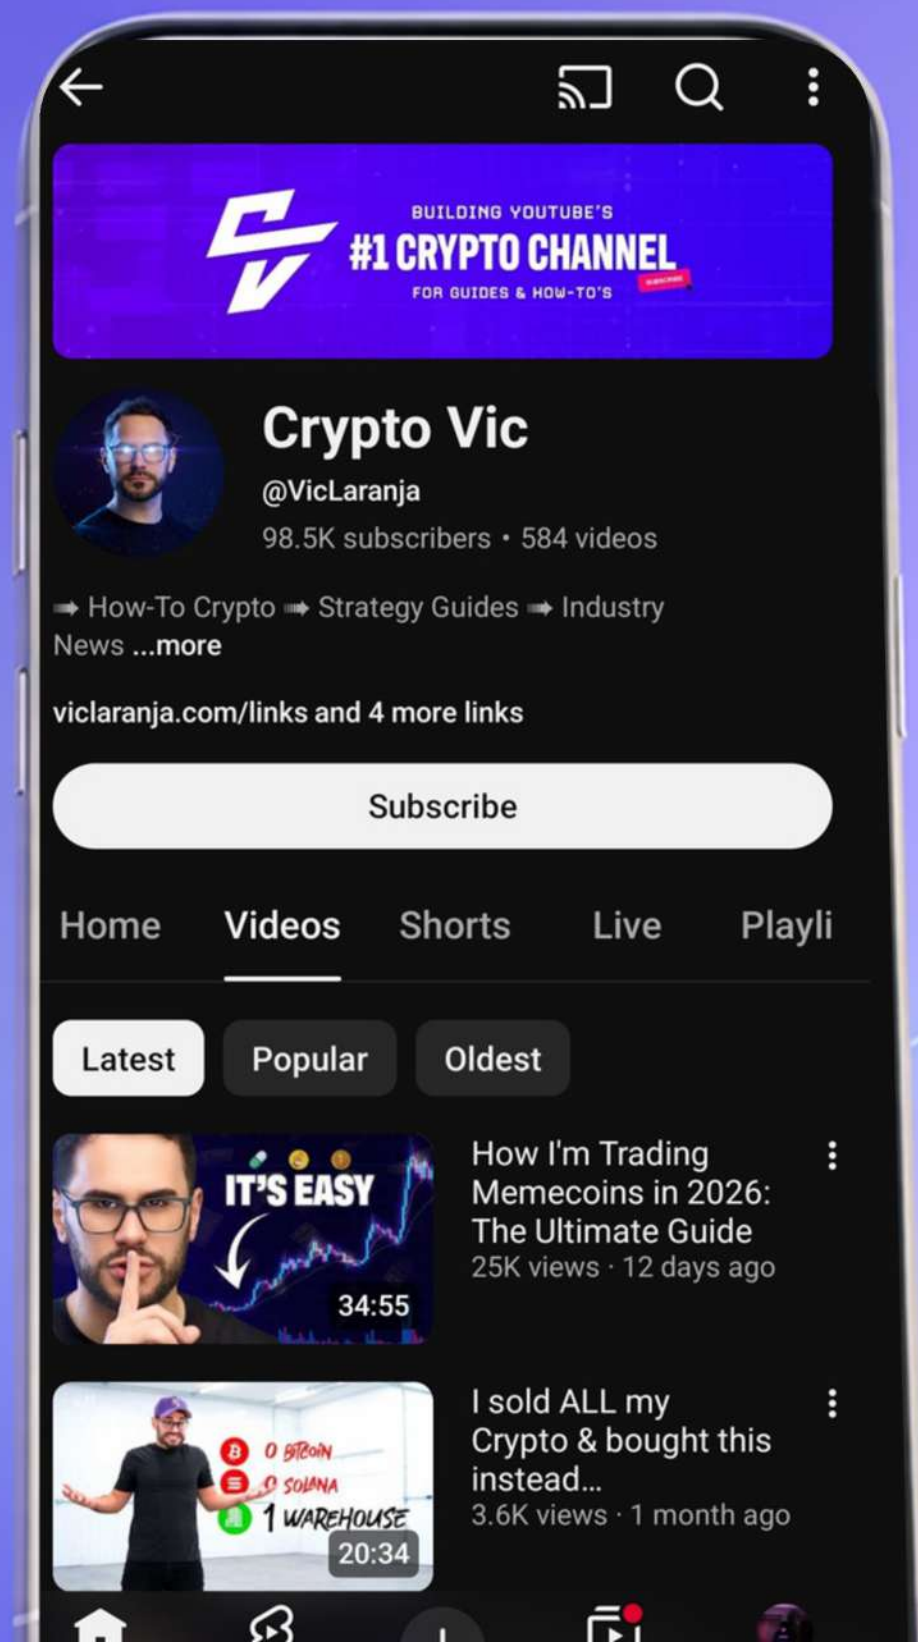 BUILDING YOUTUBE'S
#1 CRYPTO CHANNEL
SUBSCRIBE
FOR GUIDES & HOW-TO'S
Crypto Vic
@VicLaranja
98.5K subscribers • 584 videos
➡ How-To Crypto ➡ Strategy Guides ➡ Industry
News ...more
viclaranja.com/links and 4 more links
Subscribe
Home Videos Shorts Live Playli
Latest Popular Oldest
IT'S EASY
34:55
How I'm Trading
Memecoins in 2026:
The Ultimate Guide
25K views · 12 days ago
0 BITCOIN
0 SOLANA
1 WAREHOUSE
20:34
I sold ALL my
Crypto & bought this
instead...
3.6K views · 1 month ago